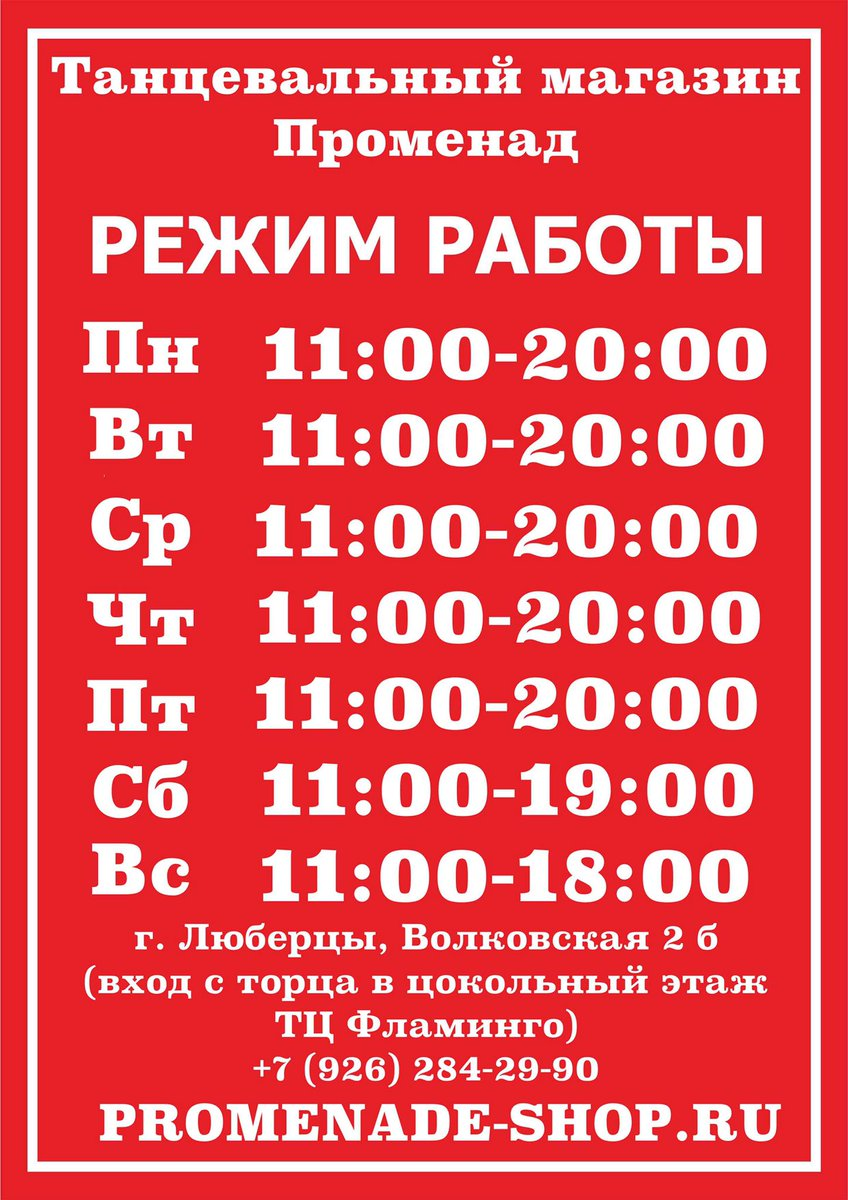 Танцевальный магазин
Променад
РЕЖИМ РАБОТЫ
Пн 11:00-20:00
Вт 11:00-20:00
Ср 11:00-20:00
Чт 11:00-20:00
Пт 11:00-20:00
Сб 11:00-19:00
Вс 11:00-18:00
г. Люберцы, Волковская 2 б
(вход с торца в цокольный этаж
ТЦ Фламинго)
+7 (926) 284-29-90
PROMENADE-SHOP.RU